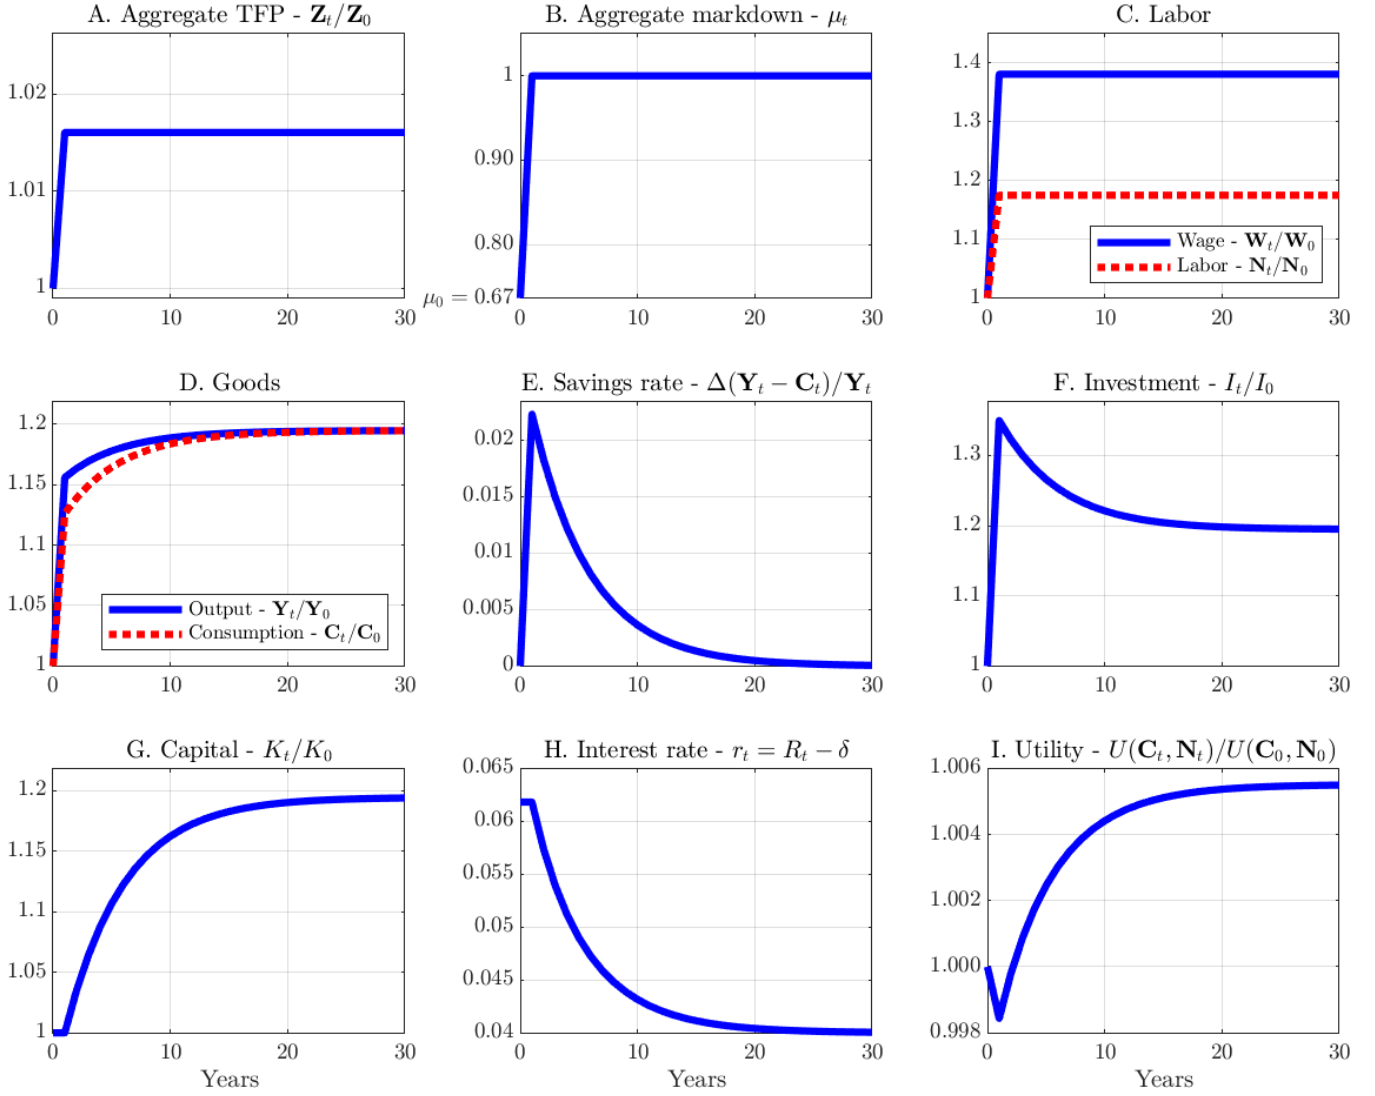 A. Aggregate TFP - Z_t/Z_0
1.02
1.01
1
0 10 20 30
B. Aggregate markdown - μ_t
1
0.90
0.80
μ_0 = 0.67
0 10 20 30
C. Labor
1.4
1.3
1.2
1.1
1
Wage - W_t/W_0
Labor - N_t/N_0
0 10 20 30
D. Goods
1.2
1.15
1.1
1.05
1
Output - Y_t/Y_0
Consumption - C_t/C_0
0 10 20 30
E. Savings rate - Δ(Y_t − C_t)/Y_t
0.02
0.015
0.01
0.005
0
0 10 20 30
F. Investment - I_t/I_0
1.3
1.2
1.1
1
0 10 20 30
G. Capital - K_t/K_0
1.2
1.15
1.1
1.05
1
0 10 20 30
Years
H. Interest rate - r_t = R_t − δ
0.065
0.06
0.055
0.05
0.045
0.04
0 10 20 30
Years
I. Utility - U(C_t, N_t)/U(C_0, N_0)
1.006
1.004
1.002
1.000
0.998
0 10 20 30
Years